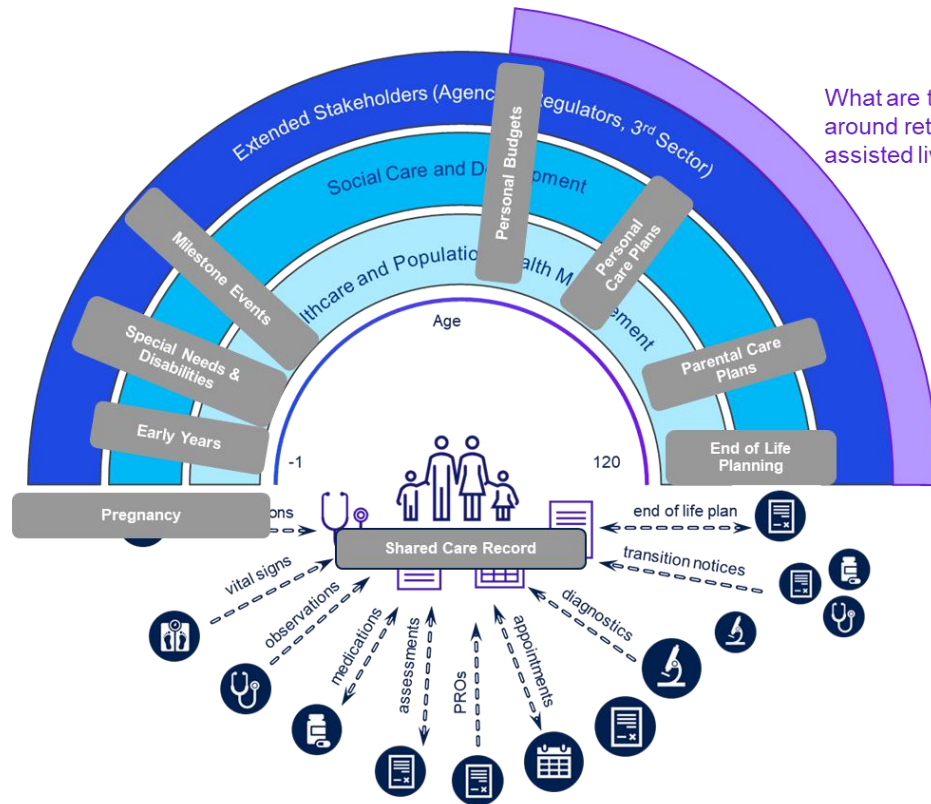 What are t
around ret
assisted liv
Extended Stakeholders (Agenc Regulators, 3rd Sector)
Social Care and D opment
lthcare and Populatio ealth M ement
Personal Budgets
Personal
Care Plans
Milestone Events
Special Needs &
Disabilities
Early Years
Pregnancy
Parental Care
Plans
End of Life
Planning
Age
-1
120
Shared Care Record
ons
vital signs
observations
medications
assessments
PROs
appointments
diagnostics
transition notices
end of life plan